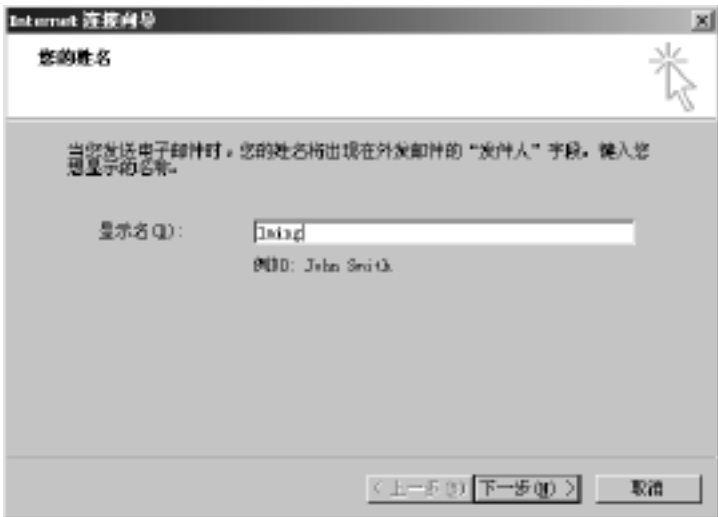 Internet 连接向导
您的姓名
当您发送电子邮件时，您的姓名将出现在外发邮件的“发件人”字段。键入您
想显示的名称。
显示名(D):
例如: John Smith
<上一步(B) 下一步(N) > 取消